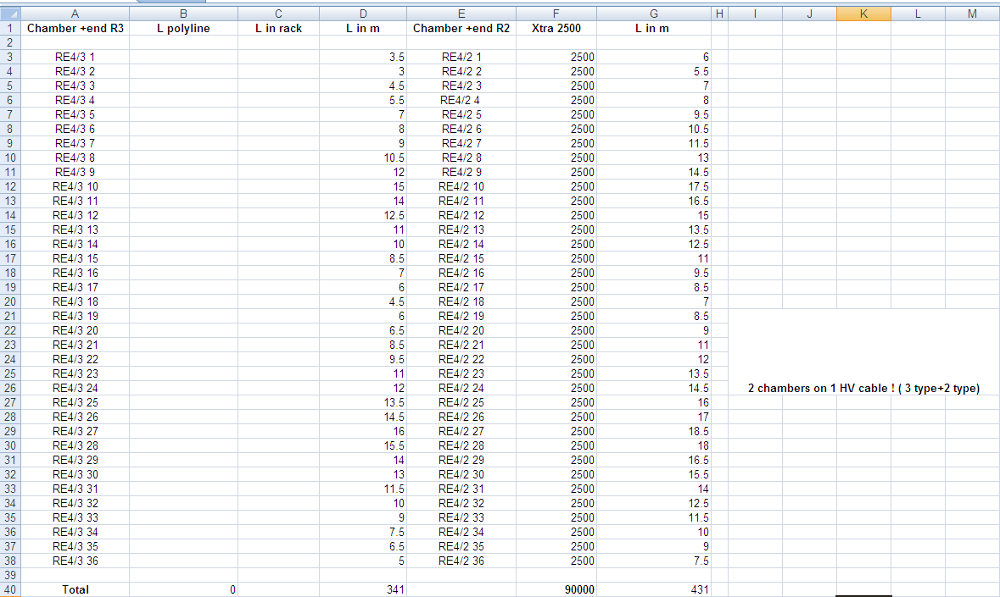 A B C D E F G H I J K L M
1 Chamber +end R3 L polyline L in rack L in m Chamber +end R2 Xtra 2500 L in m
2
3 RE4/3 1 3.5 RE4/2 1 2500 6
4 RE4/3 2 3 RE4/2 2 2500 5.5
5 RE4/3 3 4.5 RE4/2 3 2500 7
6 RE4/3 4 5.5 RE4/2 4 2500 8
7 RE4/3 5 7 RE4/2 5 2500 9.5
8 RE4/3 6 8 RE4/2 6 2500 10.5
9 RE4/3 7 9 RE4/2 7 2500 11.5
10 RE4/3 8 10.5 RE4/2 8 2500 13
11 RE4/3 9 12 RE4/2 9 2500 14.5
12 RE4/3 10 15 RE4/2 10 2500 17.5
13 RE4/3 11 14 RE4/2 11 2500 16.5
14 RE4/3 12 12.5 RE4/2 12 2500 15
15 RE4/3 13 11 RE4/2 13 2500 13.5
16 RE4/3 14 10 RE4/2 14 2500 12.5
17 RE4/3 15 8.5 RE4/2 15 2500 11
18 RE4/3 16 7 RE4/2 16 2500 9.5
19 RE4/3 17 6 RE4/2 17 2500 8.5
20 RE4/3 18 4.5 RE4/2 18 2500 7
21 RE4/3 19 6 RE4/2 19 2500 8.5
22 RE4/3 20 6.5 RE4/2 20 2500 9
23 RE4/3 21 8.5 RE4/2 21 2500 11
24 RE4/3 22 9.5 RE4/2 22 2500 12
25 RE4/3 23 11 RE4/2 23 2500 13.5
26 RE4/3 24 12 RE4/2 24 2500 14.5 2 chambers on 1 HV cable ! ( 3 type+2 type)
27 RE4/3 25 13.5 RE4/2 25 2500 16
28 RE4/3 26 14.5 RE4/2 26 2500 17
29 RE4/3 27 16 RE4/2 27 2500 18.5
30 RE4/3 28 15.5 RE4/2 28 2500 18
31 RE4/3 29 14 RE4/2 29 2500 16.5
32 RE4/3 30 13 RE4/2 30 2500 15.5
33 RE4/3 31 11.5 RE4/2 31 2500 14
34 RE4/3 32 10 RE4/2 32 2500 12.5
35 RE4/3 33 9 RE4/2 33 2500 11.5
36 RE4/3 34 7.5 RE4/2 34 2500 10
37 RE4/3 35 6.5 RE4/2 35 2500 9
38 RE4/3 36 5 RE4/2 36 2500 7.5
39
40 Total 0 341 90000 431